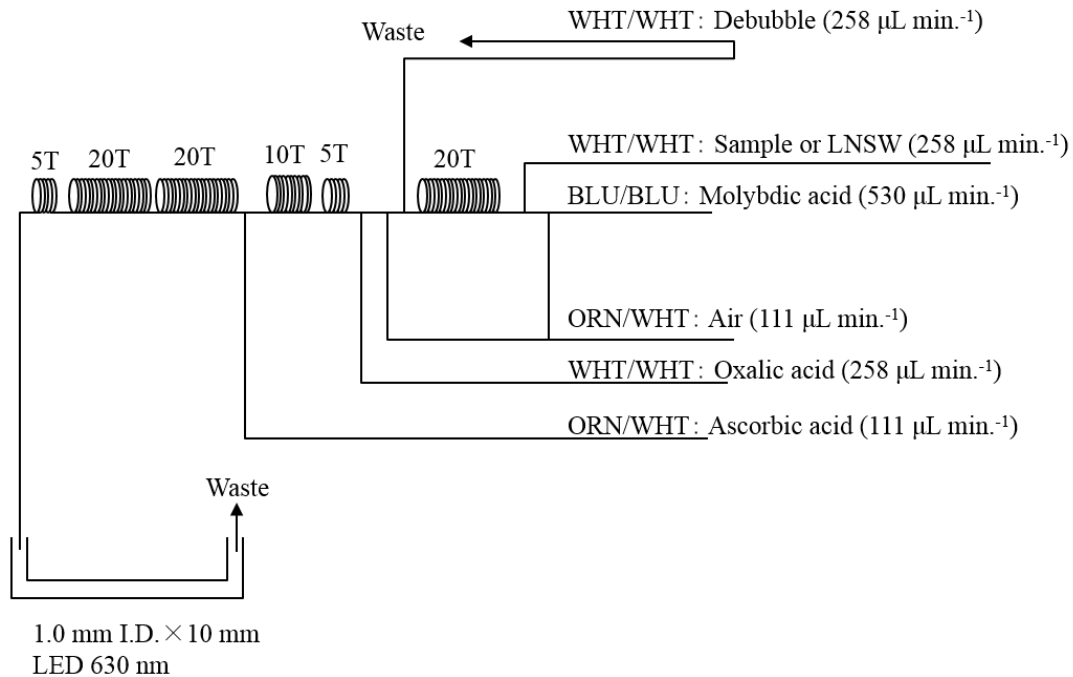 WHT/WHT: Debubble (258 μL min.⁻¹)
Waste
WHT/WHT: Sample or LNSW (258 μL min.⁻¹)
5T 20T 20T 10T 5T 20T
BLU/BLU: Molybdic acid (530 μL min.⁻¹)
ORN/WHT: Air (111 μL min.⁻¹)
WHT/WHT: Oxalic acid (258 μL min.⁻¹)
ORN/WHT: Ascorbic acid (111 μL min.⁻¹)
Waste
1.0 mm I.D.×10 mm
LED 630 nm